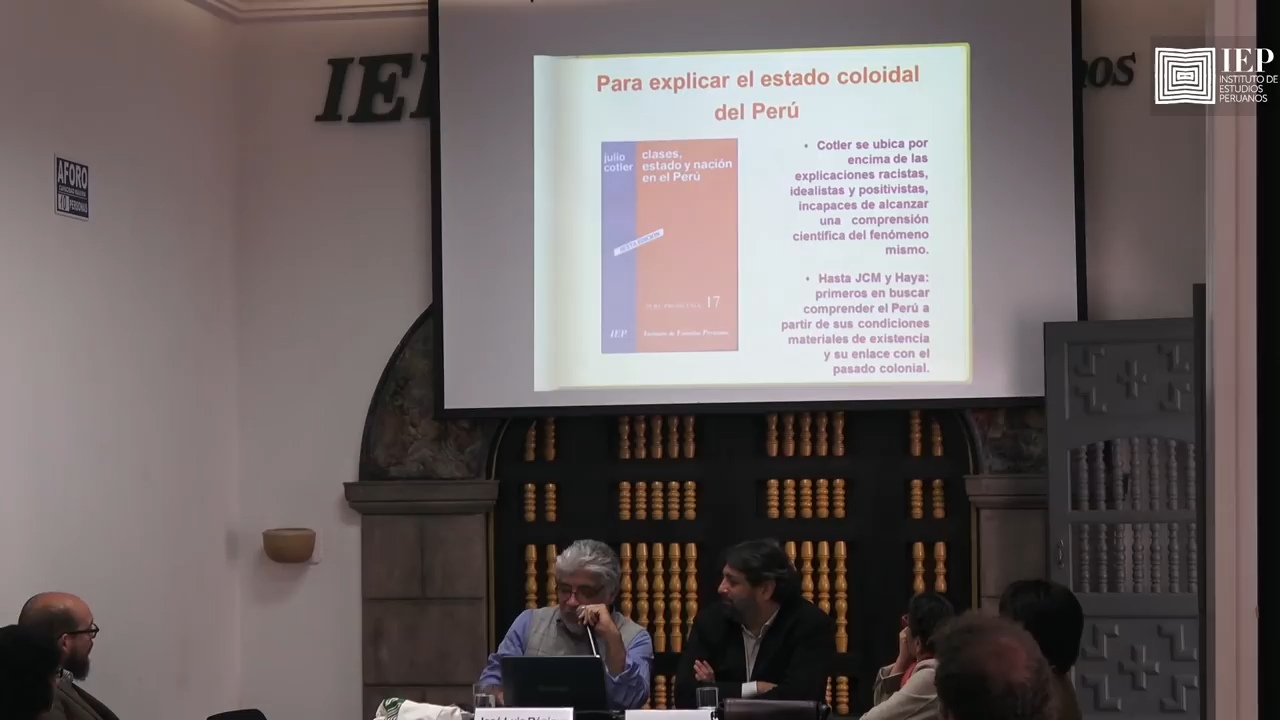 IEP
nos
IEP
INSTITUTO DE
ESTUDIOS
PERUANOS
AFORO
PERSONAS
Para explicar el estado coloidal
del Perú
julio
cotler
clases,
estado y nación
en el Perú
17
IEP
Instituto de Estudios Peruanos
• Cotler se ubica por
encima de las
explicaciones racistas,
idealistas y positivistas,
incapaces de alcanzar
una comprensión
científica del fenómeno
mismo.
• Hasta JCM y Haya:
primeros en buscar
comprender el Perú a
partir de sus condiciones
materiales de existencia
y su enlace con el
pasado colonial.
José Luis